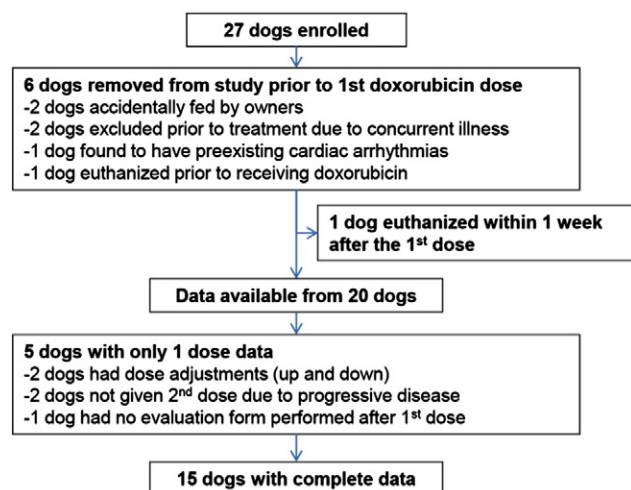 27 dogs enrolled
6 dogs removed from study prior to 1st doxorubicin dose
-2 dogs accidentally fed by owners
-2 dogs excluded prior to treatment due to concurrent illness
-1 dog found to have preexisting cardiac arrhythmias
-1 dog euthanized prior to receiving doxorubicin
1 dog euthanized within 1 week
after the 1st dose
Data available from 20 dogs
5 dogs with only 1 dose data
-2 dogs had dose adjustments (up and down)
-2 dogs not given 2nd dose due to progressive disease
-1 dog had no evaluation form performed after 1st dose
15 dogs with complete data